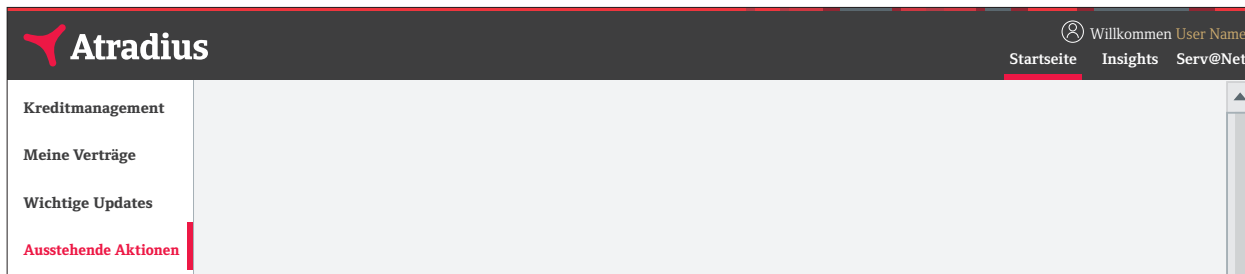 Atradius
Willkommen User Name
Startseite Insights Serv@Net
Kreditmanagement
Meine Verträge
Wichtige Updates
Ausstehende Aktionen